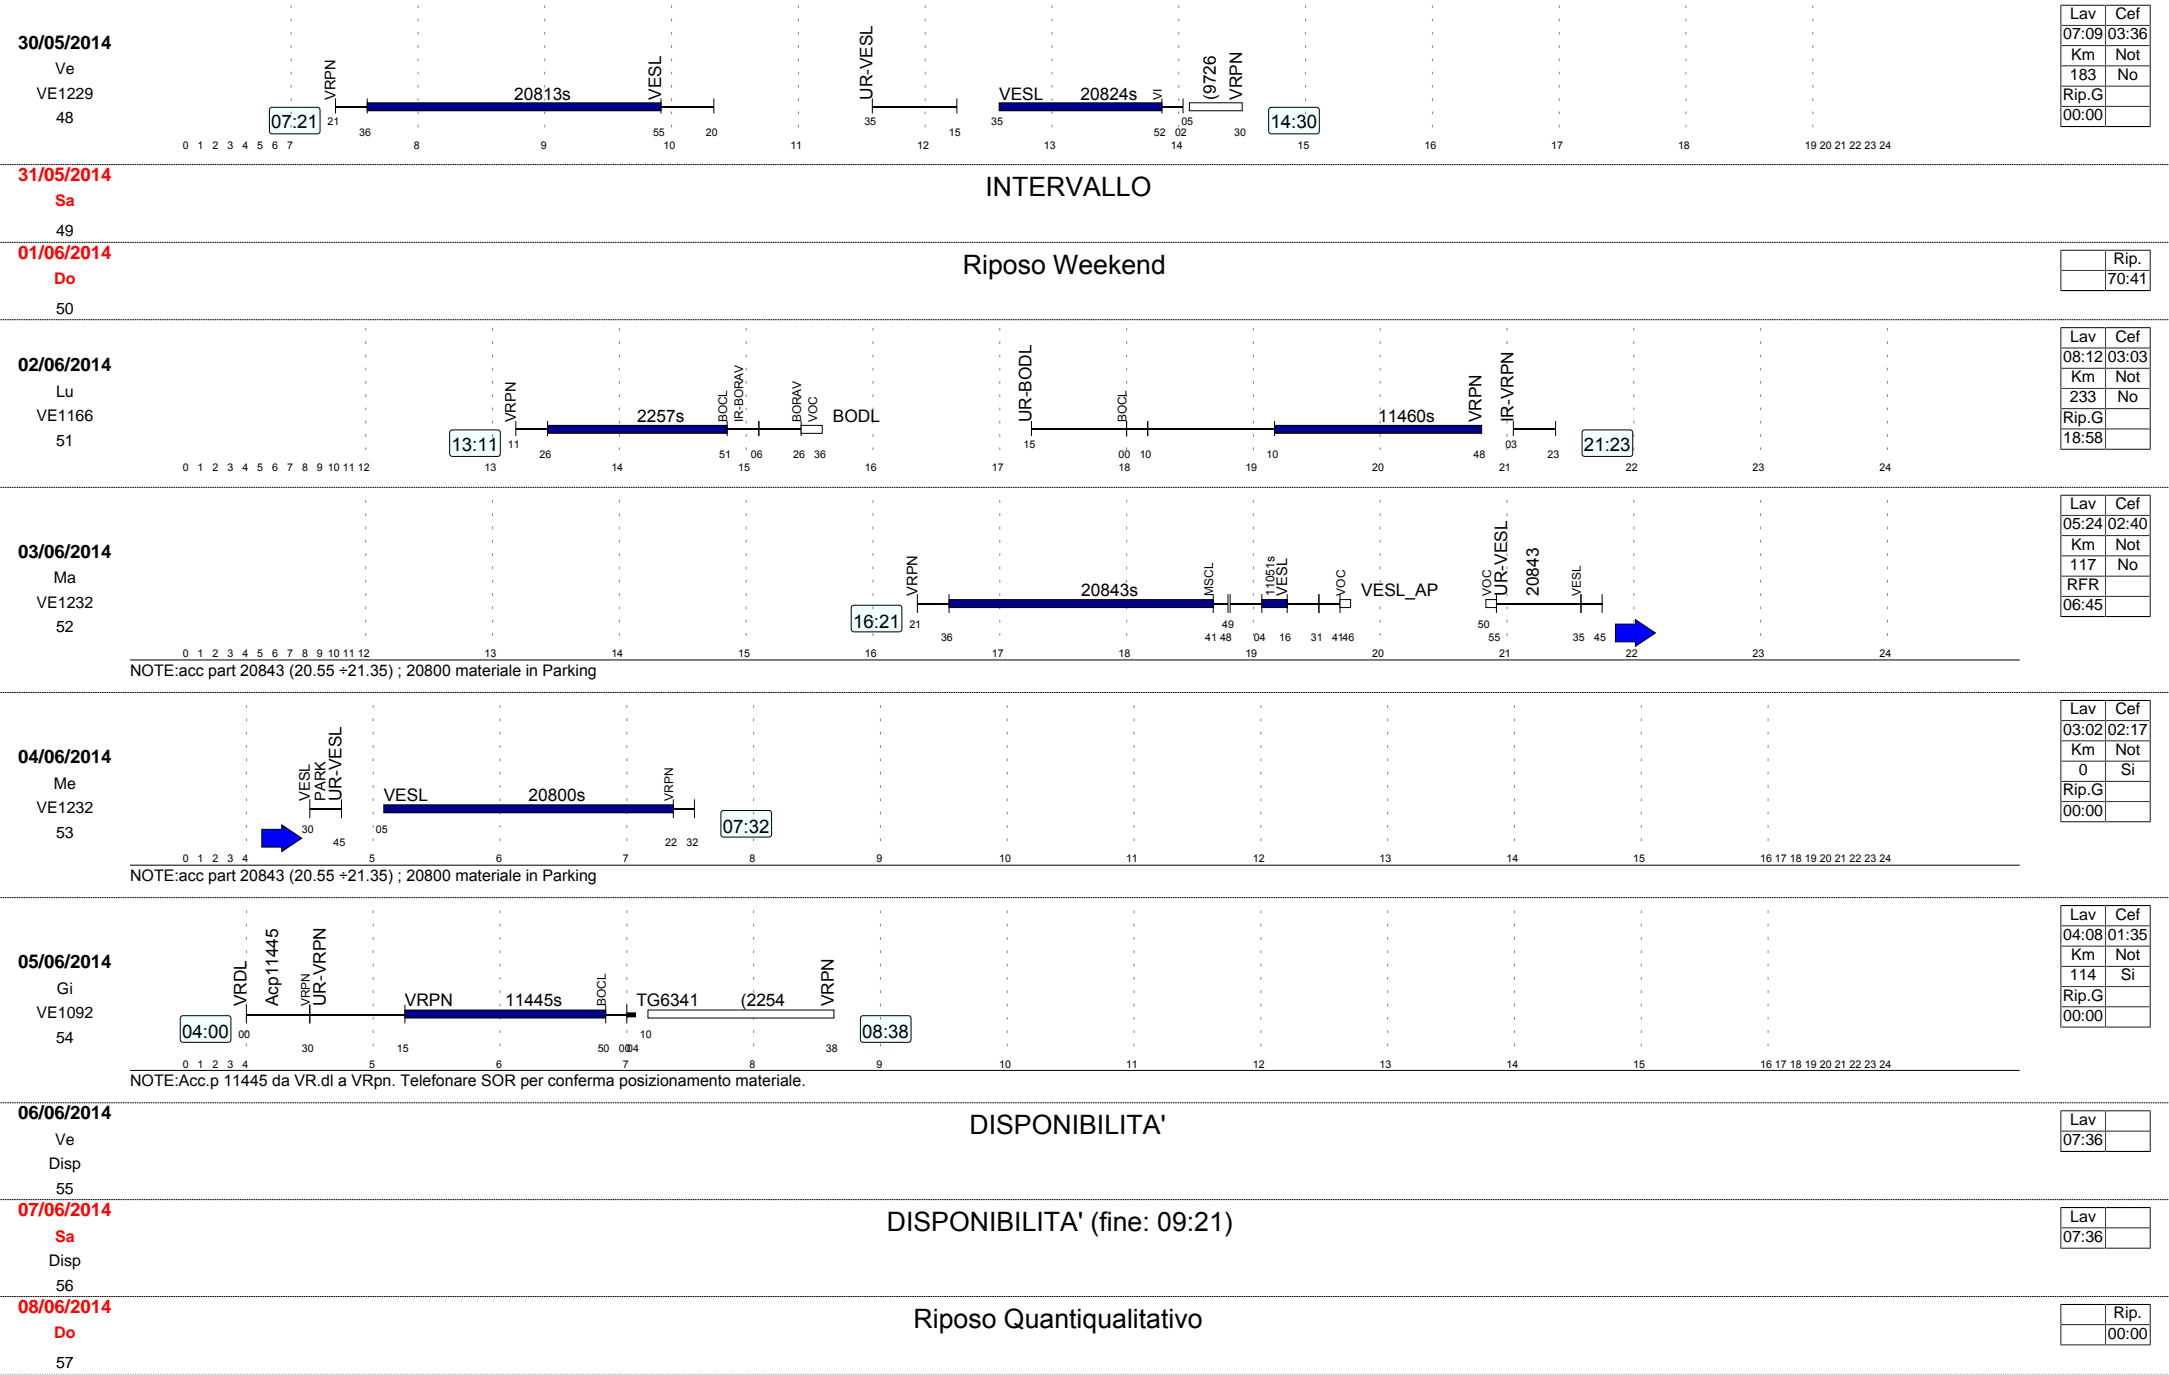 30/05/2014
Ve
VE1229
48
07:21
VRPN
20813s
VESL
UR-VESL
VESL
20824s
VI
(9726
VRPN
14:30
21 36 55 20 35 15 35 52 02 05 30
0 1 2 3 4 5 6 7 8 9 10 11 12 13 14 15 16 17 18 19 20 21 22 23 24
Lav Cef
07:09 03:36
Km Not
183 No
Rip.G
00:00
31/05/2014
Sa
49
INTERVALLO
01/06/2014
Do
50
Riposo Weekend
Rip.
70:41
02/06/2014
Lu
VE1166
51
13:11
VRPN
2257s
BOCL
IR-BORAV
BORAV
VOC
BODL
UR-BODL
BOCL
11460s
VRPN
IR-VRPN
21:23
11 26 51 06 26 36 15 00 10 10 48 03 23
0 1 2 3 4 5 6 7 8 9 10 11 12 13 14 15 16 17 18 19 20 21 22 23 24
Lav Cef
08:12 03:03
Km Not
233 No
Rip.G
18:58
03/06/2014
Ma
VE1232
52
16:21
VRPN
20843s
MSCL
11051s
VESL
VOC
VESL_AP
VOC
UR-VESL
20843
VESL
21 36 41 48 49 04 16 31 41 46 50 55 35 45
0 1 2 3 4 5 6 7 8 9 10 11 12 13 14 15 16 17 18 19 20 21 22 23 24
NOTE:acc part 20843 (20.55 ÷21.35) ; 20800 materiale in Parking
Lav Cef
05:24 02:40
Km Not
117 No
RFR
06:45
04/06/2014
Me
VE1232
53
VESL
PARK
UR-VESL
VESL
20800s
VRPN
07:32
30 45 05 22 32
0 1 2 3 4 5 6 7 8 9 10 11 12 13 14 15 16 17 18 19 20 21 22 23 24
NOTE:acc part 20843 (20.55 ÷21.35) ; 20800 materiale in Parking
Lav Cef
03:02 02:17
Km Not
0 Si
Rip.G
00:00
05/06/2014
Gi
VE1092
54
04:00
VRDL
Acp11445
VRPN
UR-VRPN
VRPN
11445s
BOCL
TG6341
(2254
VRPN
08:38
00 30 15 50 00 04 10 38
0 1 2 3 4 5 6 7 8 9 10 11 12 13 14 15 16 17 18 19 20 21 22 23 24
NOTE:Acc.p 11445 da VR.dl a VRpn. Telefonare SOR per conferma posizionamento materiale.
Lav Cef
04:08 01:35
Km Not
114 Si
Rip.G
00:00
06/06/2014
Ve
Disp
55
DISPONIBILITA'
Lav
07:36
07/06/2014
Sa
Disp
56
DISPONIBILITA' (fine: 09:21)
Lav
07:36
08/06/2014
Do
57
Riposo Quantiqualitativo
Rip.
00:00